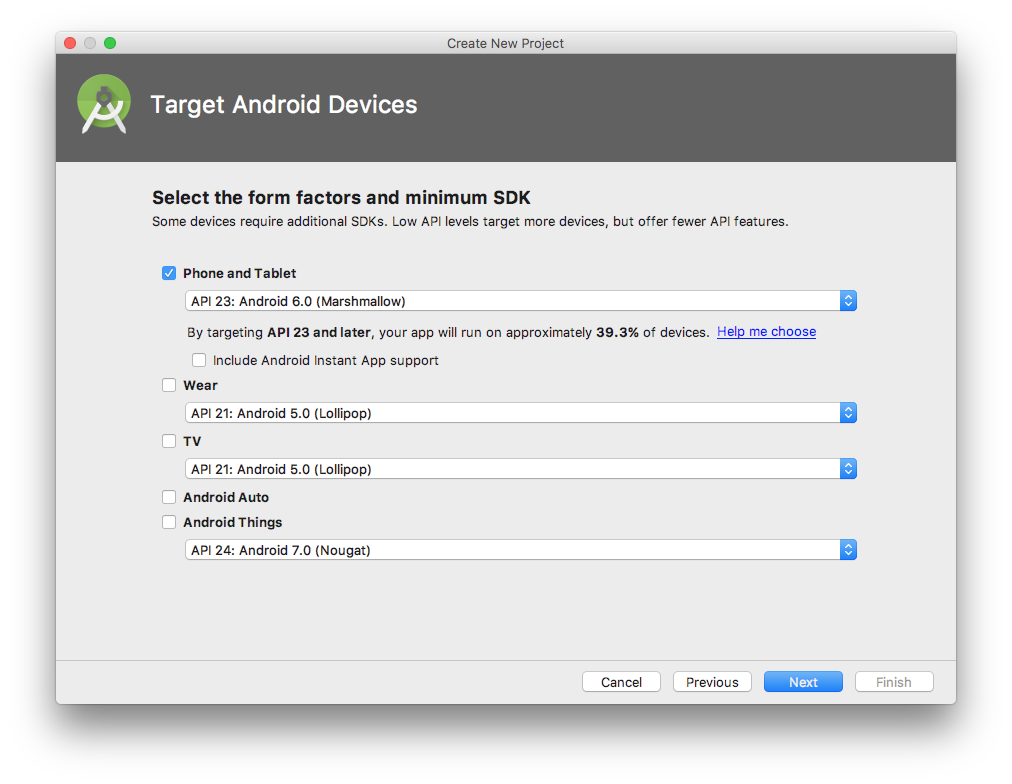 Create New Project
Target Android Devices
Select the form factors and minimum SDK
Some devices require additional SDKs. Low API levels target more devices, but offer fewer API features.
Phone and Tablet
API 23: Android 6.0 (Marshmallow)
By targeting API 23 and later, your app will run on approximately 39.3% of devices. Help me choose
Include Android Instant App support
Wear
API 21: Android 5.0 (Lollipop)
TV
API 21: Android 5.0 (Lollipop)
Android Auto
Android Things
API 24: Android 7.0 (Nougat)
Cancel Previous Next Finish